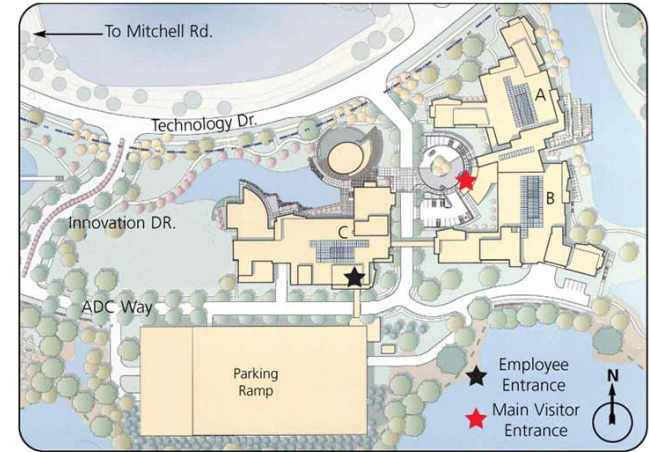 To Mitchell Rd.
Technology Dr.
A
B
Innovation DR.
C
ADC Way
Parking
Ramp
Employee
Entrance
Main Visitor
Entrance
N